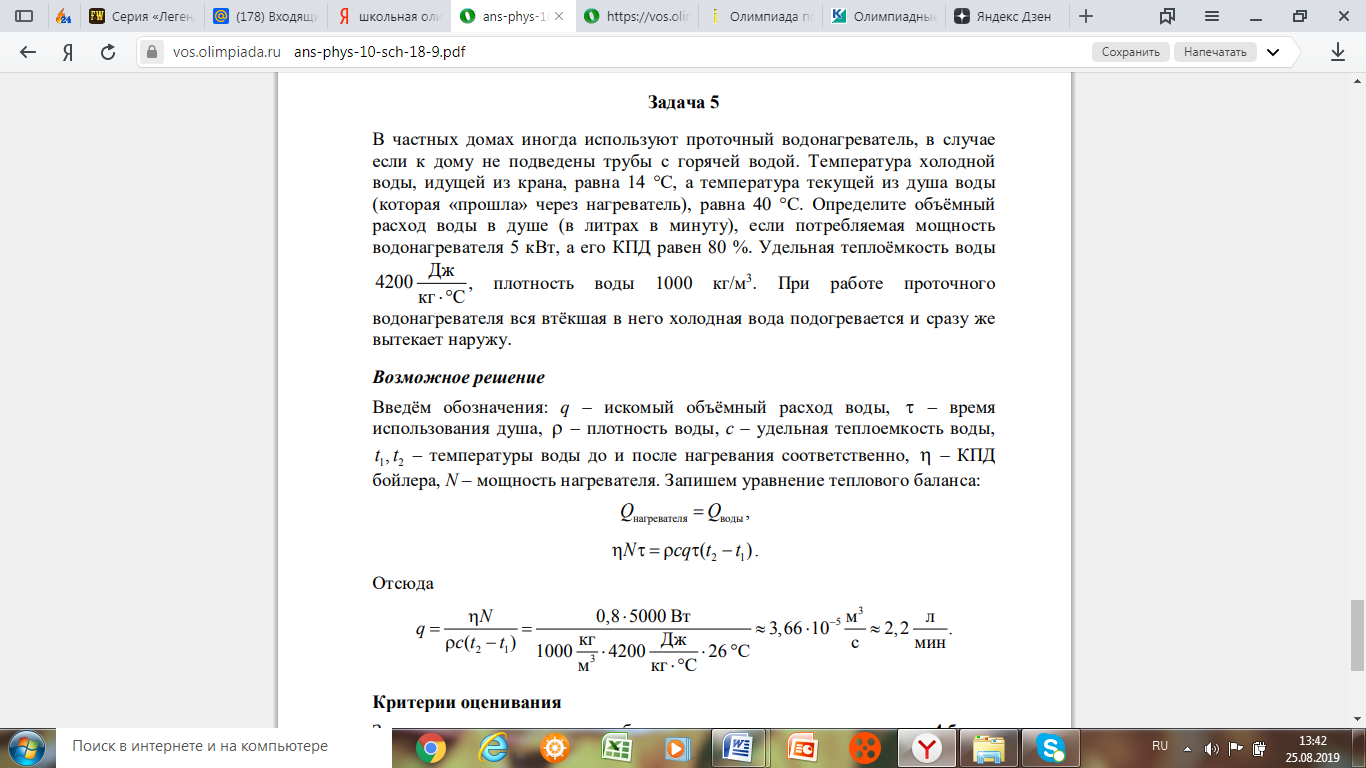 Серия «Леген
(178) Входящи
школьная оли
ans-phys-1
https://vos.olim
Олимпиада по
Олимпиадные
Яндекс Дзен
vos.olimpiada.ru ans-phys-10-sch-18-9.pdf
Сохранить
Напечатать
Задача 5
В частных домах иногда используют проточный водонагреватель, в случае
если к дому не подведены трубы с горячей водой. Температура холодной
воды, идущей из крана, равна 14 °С, а температура текущей из душа воды
(которая «прошла» через нагреватель), равна 40 °С. Определите объёмный
расход воды в душе (в литрах в минуту), если потребляемая мощность
водонагревателя 5 кВт, а его КПД равен 80 %. Удельная теплоёмкость воды
4200 Дж/(кг · °С), плотность воды 1000 кг/м³. При работе проточного
водонагревателя вся втёкшая в него холодная вода подогревается и сразу же
вытекает наружу.
Возможное решение
Введём обозначения: q – искомый объёмный расход воды, τ – время
использования душа, ρ – плотность воды, c – удельная теплоемкость воды,
t₁, t₂ – температуры воды до и после нагревания соответственно, η – КПД
бойлера, N – мощность нагревателя. Запишем уравнение теплового баланса:
Qнагревателя = Qводы,
ηNτ = ρcqτ(t₂ − t₁).
Отсюда
q = ηN/(ρc(t₂ − t₁)) = (0,8 · 5000 Вт)/(1000 кг/м³ · 4200 Дж/(кг · °С) · 26 °С) ≈ 3,66 · 10⁻⁵ м³/с ≈ 2,2 л/мин.
Критерии оценивания
Поиск в интернете и на компьютере
RU
13:42
25.08.2019